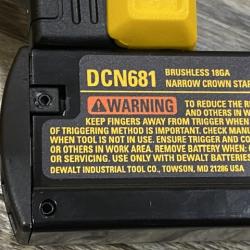 DCN681 BRUSHLESS 18GA
NARROW CROWN STAP
WARNING TO REDUCE THE R
AND OTHERS IN WORK
KEEP FINGERS AWAY FROM TRIGGER WHEN
OF TRIGGERING METHOD IS IMPORTANT. CHECK MANU
WHEN TOOL IS NOT IN USE. ENSURE TRIGGER AND CO
OR OTHERS IN WORK AREA. REMOVE BATTERY WHEN
OR SERVICING. USE ONLY WITH DEWALT BATTERIES
DEWALT INDUSTRIAL TOOL CO., TOWSON, MD 21286 USA